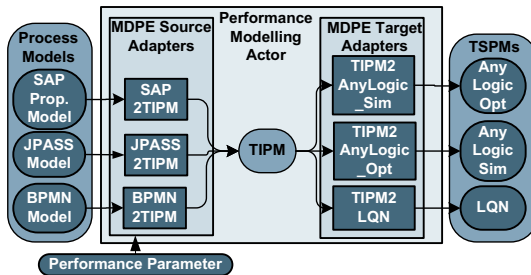 Process
Models
SAP
Prop.
Model
JPASS
Model
BPMN
Model
MDPE Source
Adapters
SAP
2TIPM
JPASS
2TIPM
BPMN
2TIPM
Performance
Modelling
Actor
TIPM
MDPE Target
Adapters
TIPM2
AnyLogic
_Sim
TIPM2
AnyLogic
_Opt
TIPM2
LQN
TSPMs
Any
Logic
Opt
Any
Logic
Sim
LQN
Performance Parameter